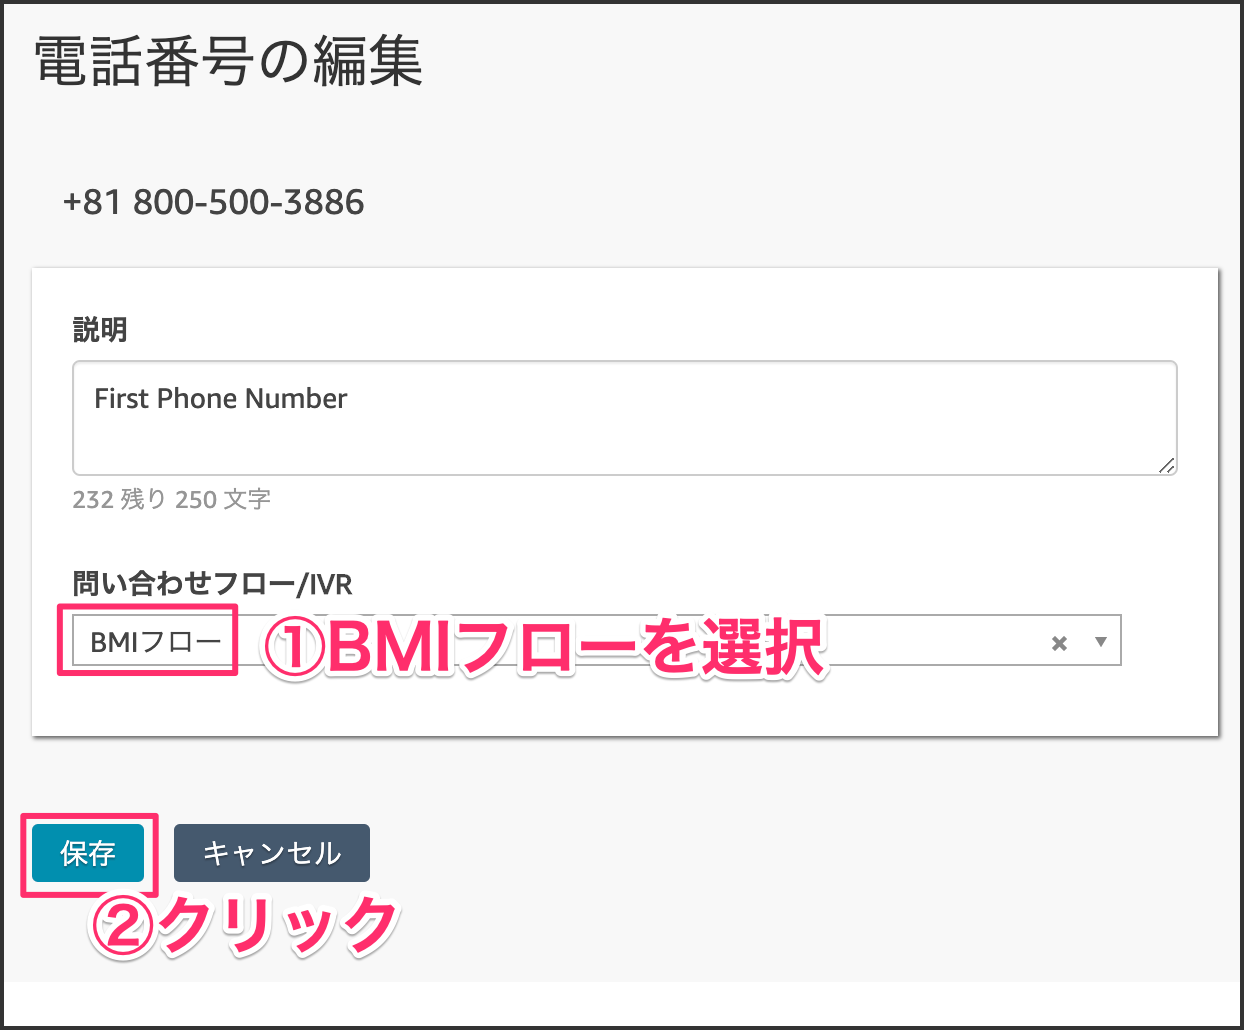 電話番号の編集
+81 800-500-3886
説明
First Phone Number
232 残り 250 文字
問い合わせフロー/IVR
BMIフロー
①BMIフローを選択
保存
キャンセル
②クリック